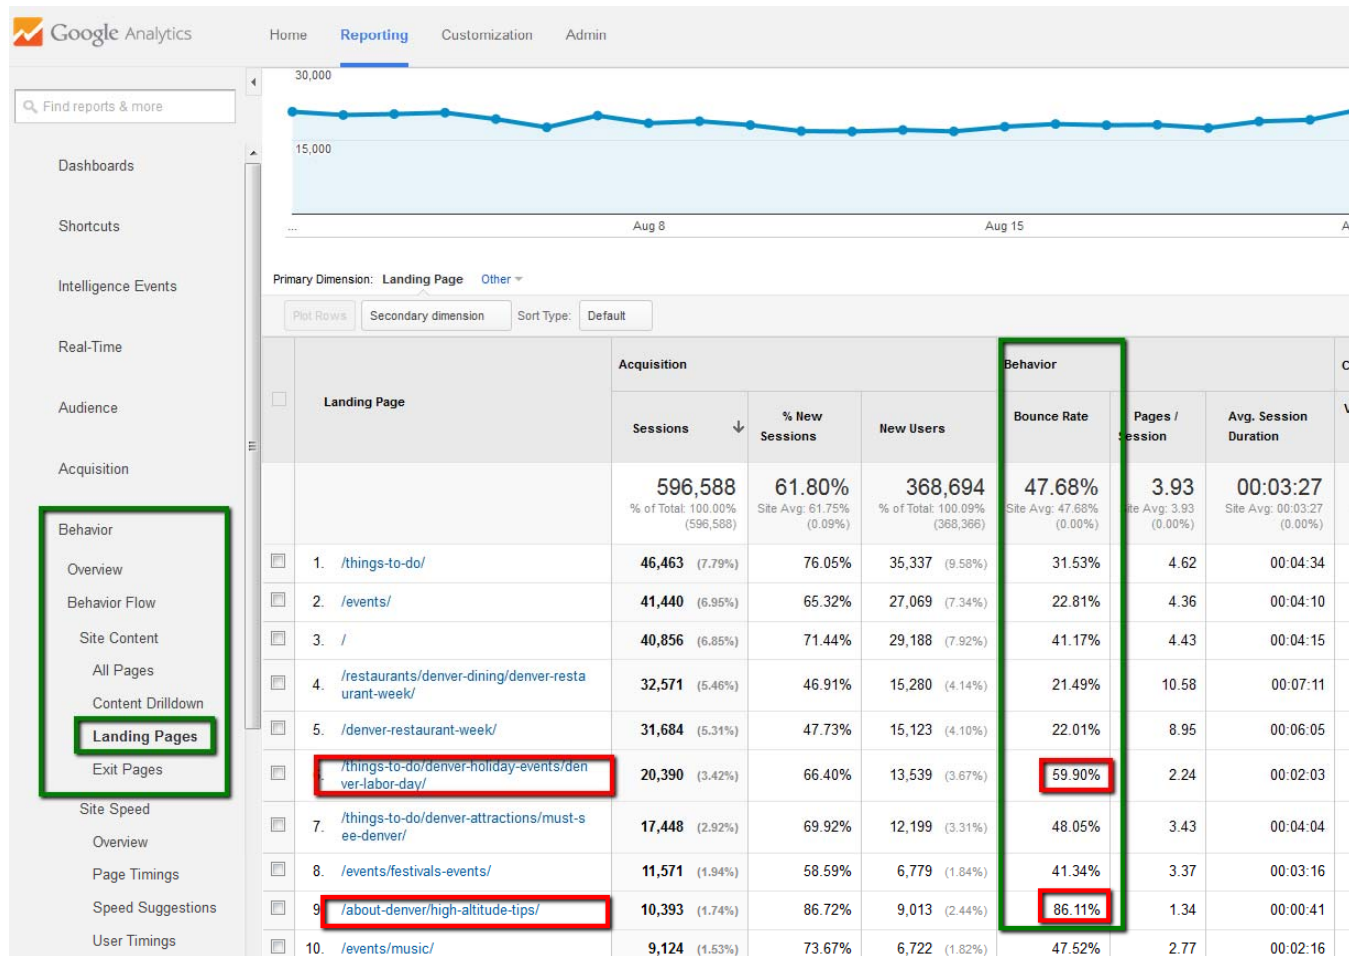 Google Analytics
Home Reporting Customization Admin
Find reports & more
Dashboards
Shortcuts
Intelligence Events
Real-Time
Audience
Acquisition
Behavior
Overview
Behavior Flow
Site Content
All Pages
Content Drilldown
Landing Pages
Exit Pages
Site Speed
Overview
Page Timings
Speed Suggestions
User Timings
30,000
15,000
... Aug 8 Aug 15 A
Primary Dimension: Landing Page Other
Plot Rows Secondary dimension Sort Type: Default
Landing Page
Acquisition Behavior C
Sessions % New Sessions New Users Bounce Rate Pages / Session Avg. Session Duration V
596,588 61.80% 368,694 47.68% 3.93 00:03:27
% of Total: 100.00% Site Avg: 61.75% % of Total: 100.09% Site Avg: 47.68% Site Avg: 3.93 Site Avg: 00:03:27
(596,588) (0.09%) (368,366) (0.00%) (0.00%) (0.00%)
1. /things-to-do/ 46,463 (7.79%) 76.05% 35,337 (9.58%) 31.53% 4.62 00:04:34
2. /events/ 41,440 (6.95%) 65.32% 27,069 (7.34%) 22.81% 4.36 00:04:10
3. / 40,856 (6.85%) 71.44% 29,188 (7.92%) 41.17% 4.43 00:04:15
4. /restaurants/denver-dining/denver-resta
urant-week/ 32,571 (5.46%) 46.91% 15,280 (4.14%) 21.49% 10.58 00:07:11
5. /denver-restaurant-week/ 31,684 (5.31%) 47.73% 15,123 (4.10%) 22.01% 8.95 00:06:05
6. /things-to-do/denver-holiday-events/den
ver-labor-day/ 20,390 (3.42%) 66.40% 13,539 (3.67%) 59.90% 2.24 00:02:03
7. /things-to-do/denver-attractions/must-s
ee-denver/ 17,448 (2.92%) 69.92% 12,199 (3.31%) 48.05% 3.43 00:04:04
8. /events/festivals-events/ 11,571 (1.94%) 58.59% 6,779 (1.84%) 41.34% 3.37 00:03:16
9 /about-denver/high-altitude-tips/ 10,393 (1.74%) 86.72% 9,013 (2.44%) 86.11% 1.34 00:00:41
10. /events/music/ 9,124 (1.53%) 73.67% 6,722 (1.82%) 47.52% 2.77 00:02:16